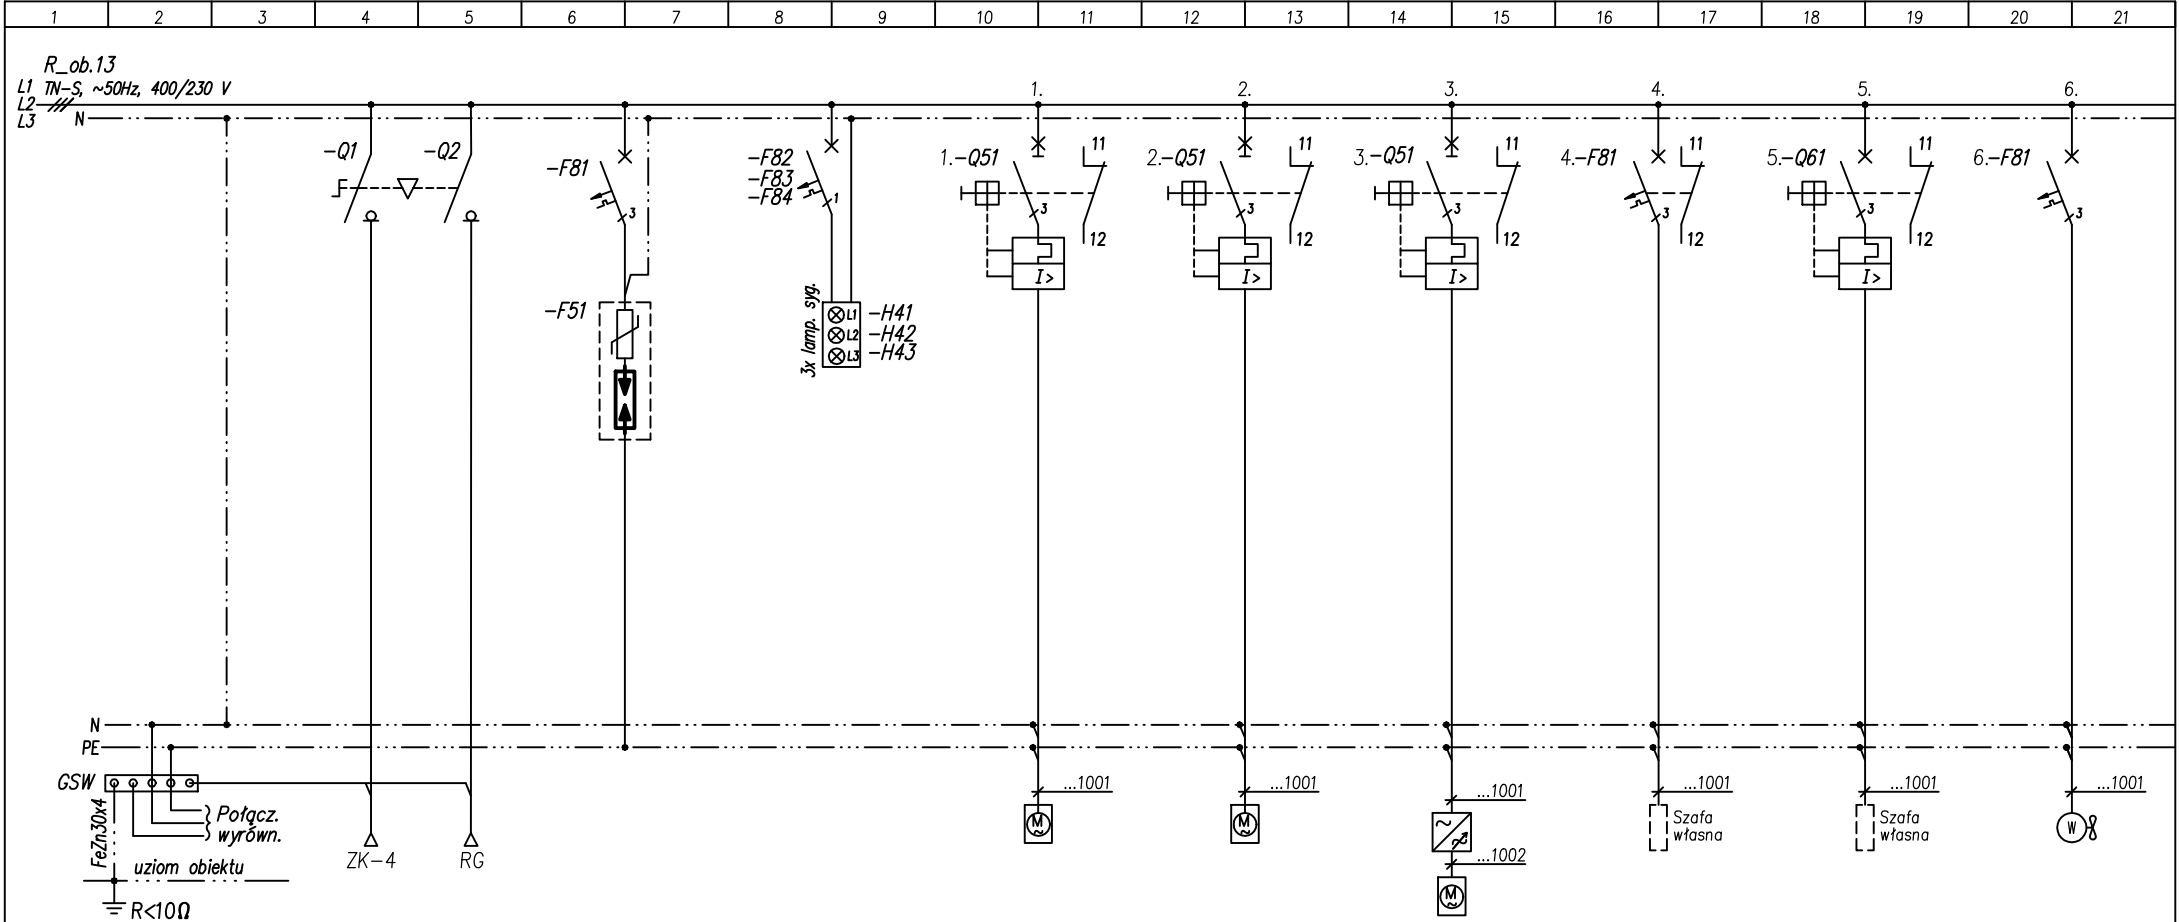 1 2 3 4 5 6 7 8 9 10 11 12 13 14 15 16 17 18 19 20 21
R_ob.13
L1 TN-S, ~50Hz, 400/230 V
L2
L3 N
1. 2. 3. 4. 5. 6.
-Q1 -Q2
-F81
3
-F82
-F83
-F84
1
1.-Q51
11
3
12
I>
2.-Q51
11
3
12
I>
3.-Q51
11
3
12
I>
4.-F81
11
3
12
5.-Q61
11
3
12
I>
6.-F81
3
-F51
3x lamp. syg.
L1 -H41
L2 -H42
L3 -H43
N
PE
GSW
FeZn30x4
Połącz.
wyrówn.
uziom obiektu
R<10Ω
ZK-4
RG
...1001
M
~
...1001
M
~
...1001
~
~
...1002
M
~
...1001
Szafa
własna
...1001
Szafa
własna
...1001
W